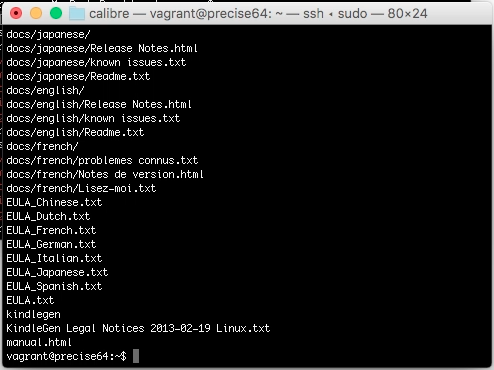 calibre — vagrant@precise64: ~ — ssh ‹ sudo — 80×24
docs/japanese/
docs/japanese/Release Notes.html
docs/japanese/known issues.txt
docs/japanese/Readme.txt
docs/english/
docs/english/Release Notes.html
docs/english/known issues.txt
docs/english/Readme.txt
docs/french/
docs/french/problemes connus.txt
docs/french/Notes de version.html
docs/french/Lisez-moi.txt
EULA_Chinese.txt
EULA_Dutch.txt
EULA_French.txt
EULA_German.txt
EULA_Italian.txt
EULA_Japanese.txt
EULA_Spanish.txt
EULA.txt
kindlegen
KindleGen Legal Notices 2013-02-19 Linux.txt
manual.html
vagrant@precise64:~$